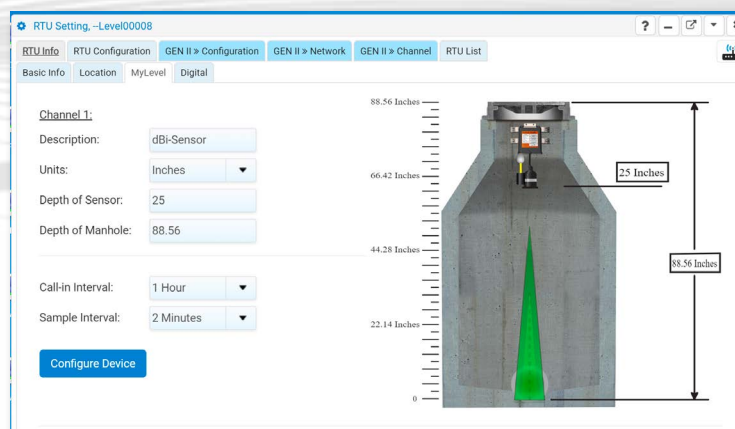 RTU Setting, --Level00008
?
RTU Info RTU Configuration GEN II » Configuration GEN II » Network GEN II » Channel RTU List
Basic Info Location MyLevel Digital
Channel 1:
Description: dBi-Sensor
Units: Inches
Depth of Sensor: 25
Depth of Manhole: 88.56
Call-in Interval: 1 Hour
Sample Interval: 2 Minutes
Configure Device
88.56 Inches
66.42 Inches
44.28 Inches
22.14 Inches
0
25 Inches
88.56 Inches